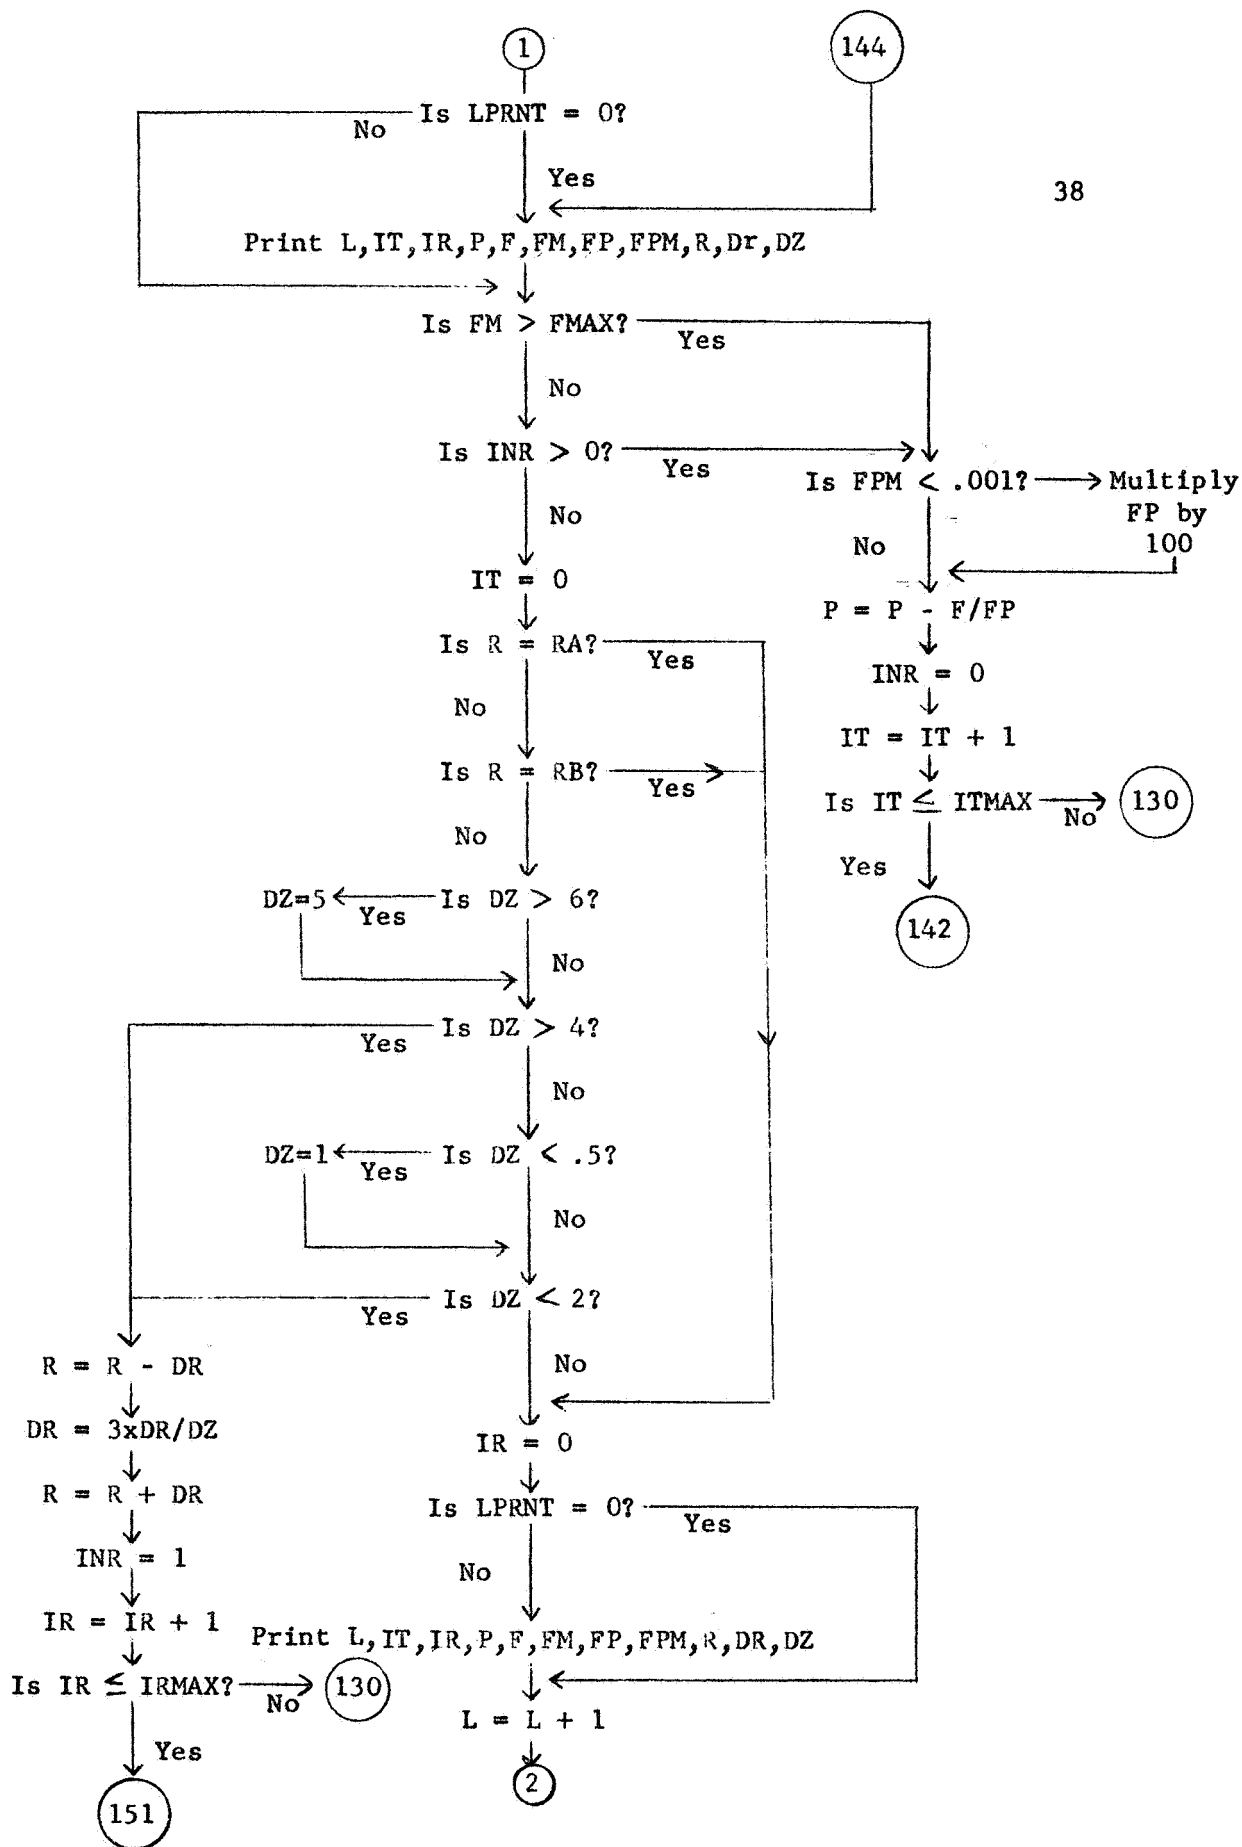 1
144
Is LPRNT = 0?
No
Yes
38
Print L,IT,IR,P,F,FM,FP,FPM,R,Dr,DZ
Is FM > FMAX?
Yes
No
Is INR > 0?
Yes
Is FPM < .001?
Multiply
FP by
100
No
No
IT = 0
P = P - F/FP
Is R = RA?
Yes
INR = 0
No
IT = IT + 1
Is R = RB?
Yes
Is IT ≤ ITMAX
No
130
No
Yes
DZ=5
Yes
Is DZ > 6?
142
No
Is DZ > 4?
Yes
No
DZ=1
Yes
Is DZ < .5?
No
Is DZ < 2?
Yes
No
R = R - DR
DR = 3xDR/DZ
IR = 0
R = R + DR
Is LPRNT = 0?
Yes
INR = 1
No
IR = IR + 1
Print L,IT,IR,P,F,FM,FP,FPM,R,DR,DZ
Is IR ≤ IRMAX?
No
130
L = L + 1
Yes
2
151